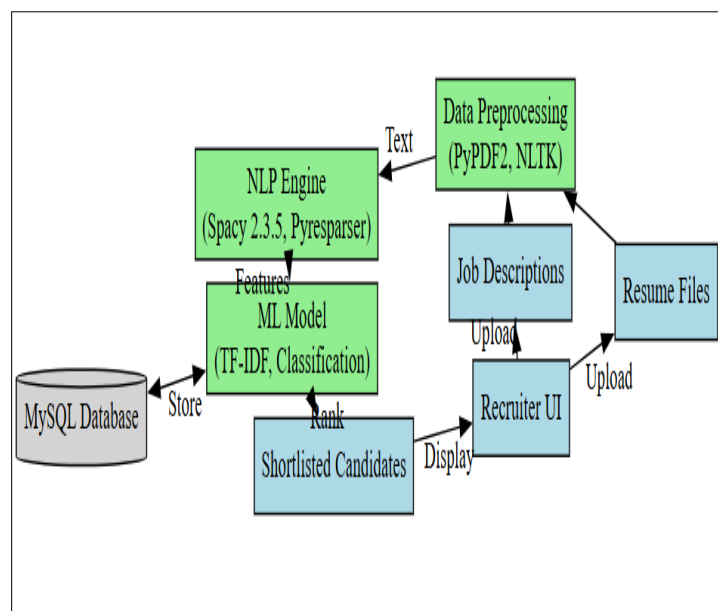 Data Preprocessing
(PyPDF2, NLTK)
Text
NLP Engine
(Spacy 2.3.5, Pyresparser)
Job Descriptions
Resume Files
Features
ML Model
(TF-IDF, Classification)
Upload
Upload
Recruiter UI
MySQL Database
Store
Rank
Shortlisted Candidates
Display